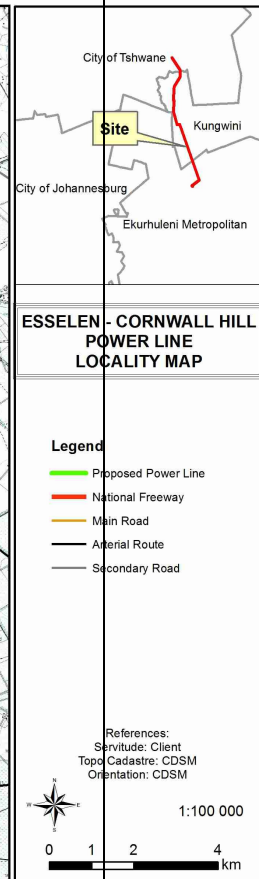 City of Tshwane
Site
Kungwini
City of Johannesburg
Ekurhuleni Metropolitan
ESSELEN - CORNWALL HILL
POWER LINE
LOCALITY MAP
Legend
Proposed Power Line
National Freeway
Main Road
Arterial Route
Secondary Road
References:
Servitude: Client
Topo Cadastre: CDSM
Orientation: CDSM
N
W E
S
1:100 000
0 1 2 4
km